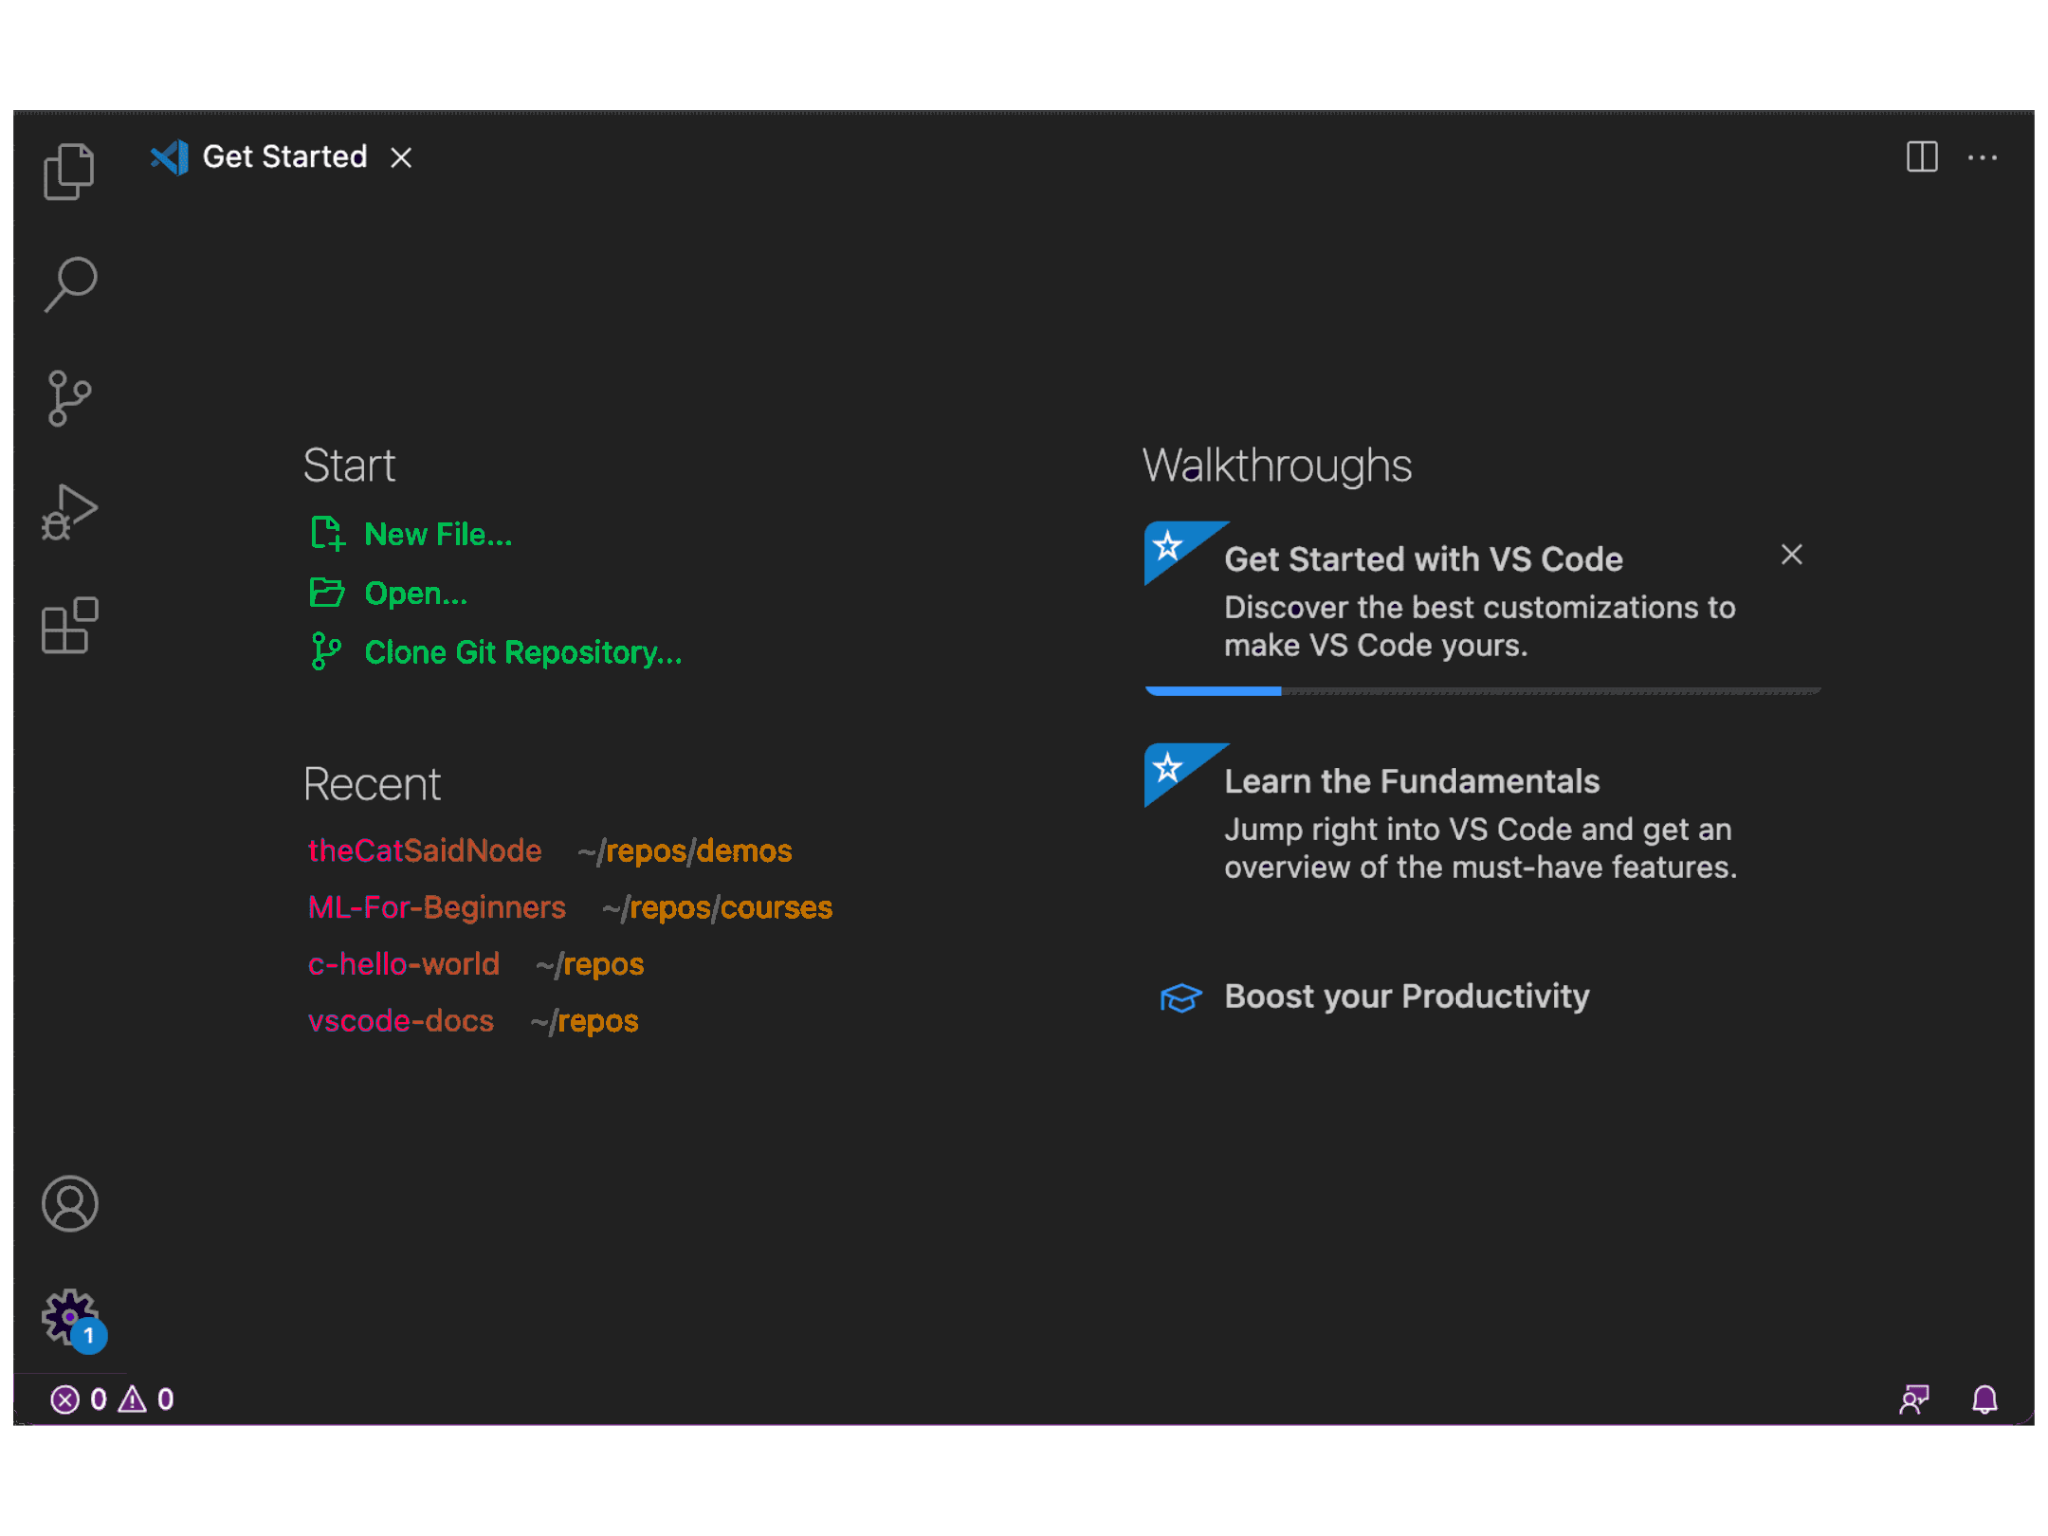 Get Started
Start
New File...
Open...
Clone Git Repository...
Recent
theCatSaidNode ~/repos/demos
ML-For-Beginners ~/repos/courses
c-hello-world ~/repos
vscode-docs ~/repos
Walkthroughs
Get Started with VS Code
Discover the best customizations to
make VS Code yours.
Learn the Fundamentals
Jump right into VS Code and get an
overview of the must-have features.
Boost your Productivity
1
0 0